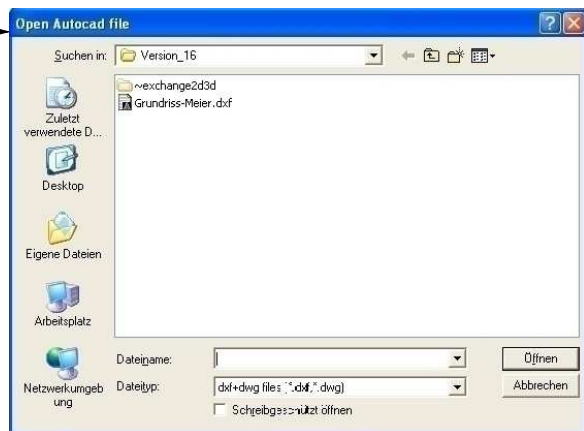 Open Autocad file
Suchen in:
Version_16
~exchange2d3d
Grundriss-Meier.dxf
Zuletzt
verwendete D...
Desktop
Eigene Dateien
Arbeitsplatz
Netzwerkumgeb
ung
Dateiname:
Öffnen
Dateityp:
dxf+dwg files (*.dxf,*.dwg)
Abbrechen
Schreibgeschützt öffnen